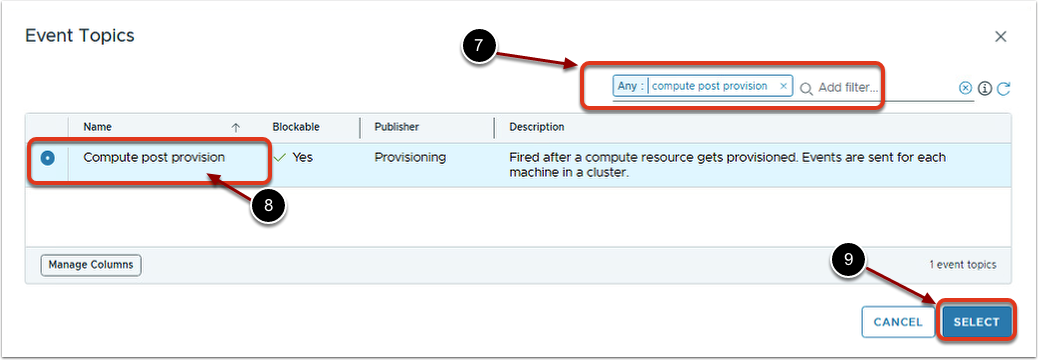 Event Topics
7
Any : compute post provision × Add filter...
Name Blockable Publisher Description
Compute post provision Yes Provisioning Fired after a compute resource gets provisioned. Events are sent for each
machine in a cluster.
8
Manage Columns 1 event topics
9
CANCEL SELECT